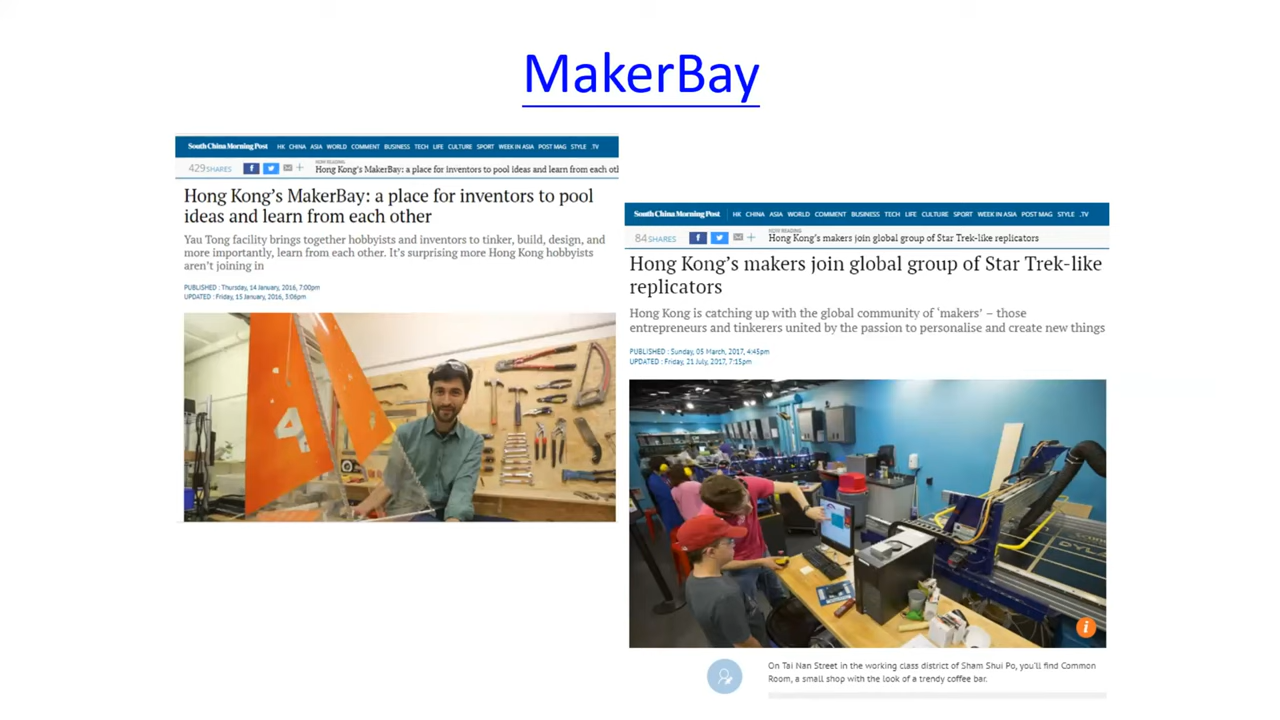 MakerBay
South China Morning Post HK CHINA ASIA WORLD COMMENT BUSINESS TECH LIFE CULTURE SPORT WEEK IN ASIA POST MAG STYLE .TV
NOW READING
429 SHARES f + Hong Kong's MakerBay: a place for inventors to pool ideas and learn from each ot
Hong Kong's MakerBay: a place for inventors to pool
ideas and learn from each other
Yau Tong facility brings together hobbyists and inventors to tinker, build, design, and
more importantly, learn from each other. It's surprising more Hong Kong hobbyists
aren't joining in
PUBLISHED : Thursday, 14 January, 2016, 7:00pm
UPDATED : Friday, 15 January, 2016, 3:06pm
4
South China Morning Post HK CHINA ASIA WORLD COMMENT BUSINESS TECH LIFE CULTURE SPORT WEEK IN ASIA POST MAG STYLE .TV
NOW READING
84 SHARES f + Hong Kong's makers join global group of Star Trek-like replicators
Hong Kong's makers join global group of Star Trek-like
replicators
Hong Kong is catching up with the global community of 'makers' – those
entrepreneurs and tinkerers united by the passion to personalise and create new things
PUBLISHED : Sunday, 05 March, 2017, 4:45pm
UPDATED : Friday, 21 July, 2017, 7:15pm
i
On Tai Nan Street in the working class district of Sham Shui Po, you'll find Common
Room, a small shop with the look of a trendy coffee bar.